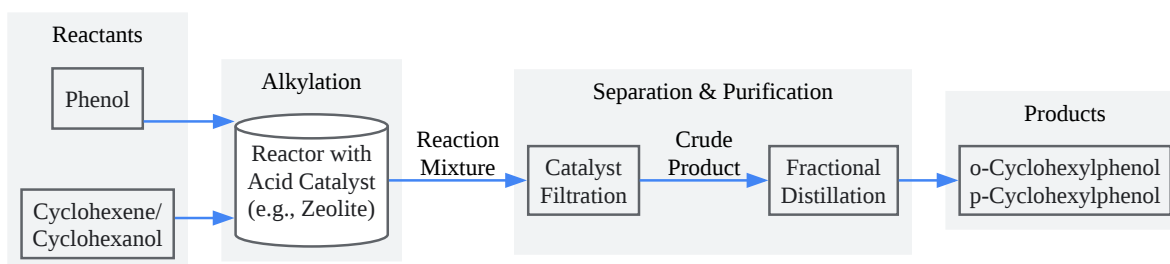 Reactants
Phenol
Cyclohexene/
Cyclohexanol
Alkylation
Reactor with
Acid Catalyst
(e.g., Zeolite)
Reaction
Mixture
Separation & Purification
Catalyst
Filtration
Crude
Product
Fractional
Distillation
Products
o-Cyclohexylphenol
p-Cyclohexylphenol